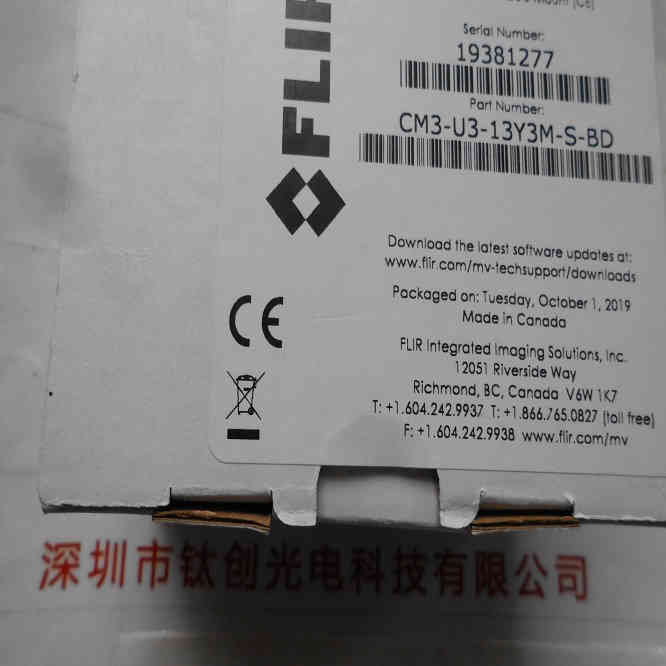 Mount (CE)
Serial Number:
19381277
Part Number:
CM3-U3-13Y3M-S-BD
FLIR
Download the latest software updates at:
www.flir.com/mv-techsupport/downloads
Packaged on: Tuesday, October 1, 2019
Made in Canada
CE
FLIR Integrated Imaging Solutions, Inc.
12051 Riverside Way
Richmond, BC, Canada V6W 1K7
T: +1.604.242.9937 T: +1.866.765.0827 (toll free)
F: +1.604.242.9938 www.flir.com/mv
深圳市钛创光电科技有限公司